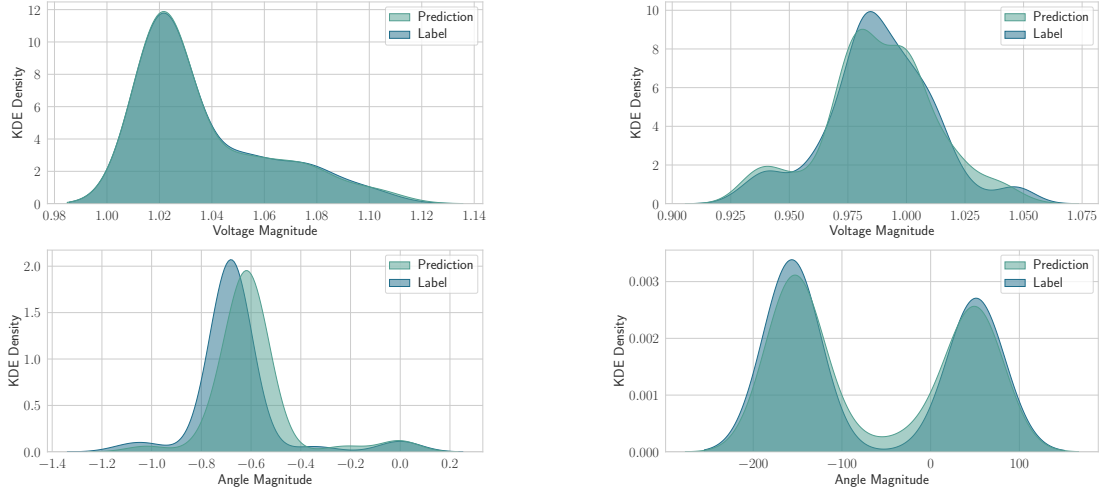 12
10
8
6
4
2
0
KDE Density
Prediction
Label
0.98 1.00 1.02 1.04 1.06 1.08 1.10 1.12 1.14
Voltage Magnitude
10
8
6
4
2
0
KDE Density
Prediction
Label
0.900 0.925 0.950 0.975 1.000 1.025 1.050 1.075
Voltage Magnitude
2.0
1.5
1.0
0.5
0.0
KDE Density
Prediction
Label
−1.4 −1.2 −1.0 −0.8 −0.6 −0.4 −0.2 0.0 0.2
Angle Magnitude
0.003
0.002
0.001
0.000
KDE Density
Prediction
Label
−200 −100 0 100
Angle Magnitude